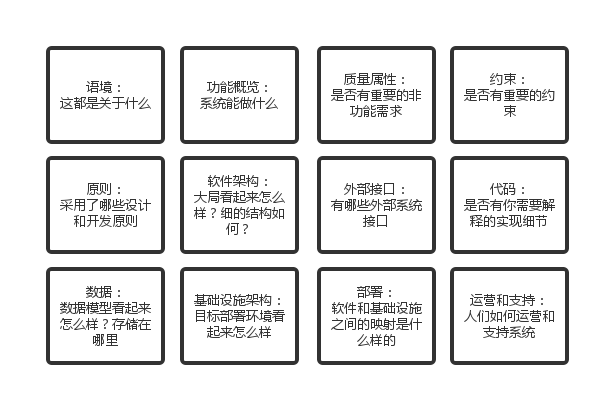 语境：
这都是关于什么
功能概览：
系统能做什么
质量属性：
是否有重要的非
功能需求
约束：
是否有重要的约
束
原则：
采用了哪些设计
和开发原则
软件架构：
大局看起来怎么
样？细的结构如
何？
外部接口：
有哪些外部系统
接口
代码：
是否有你需要解
释的实现细节
数据：
数据模型看起来
怎么样？存储在
哪里
基础设施架构：
目标部署环境看
起来怎么样
部署：
软件和基础设施
之间的映射是什
么样的
运营和支持：
人们如何运营和
支持系统